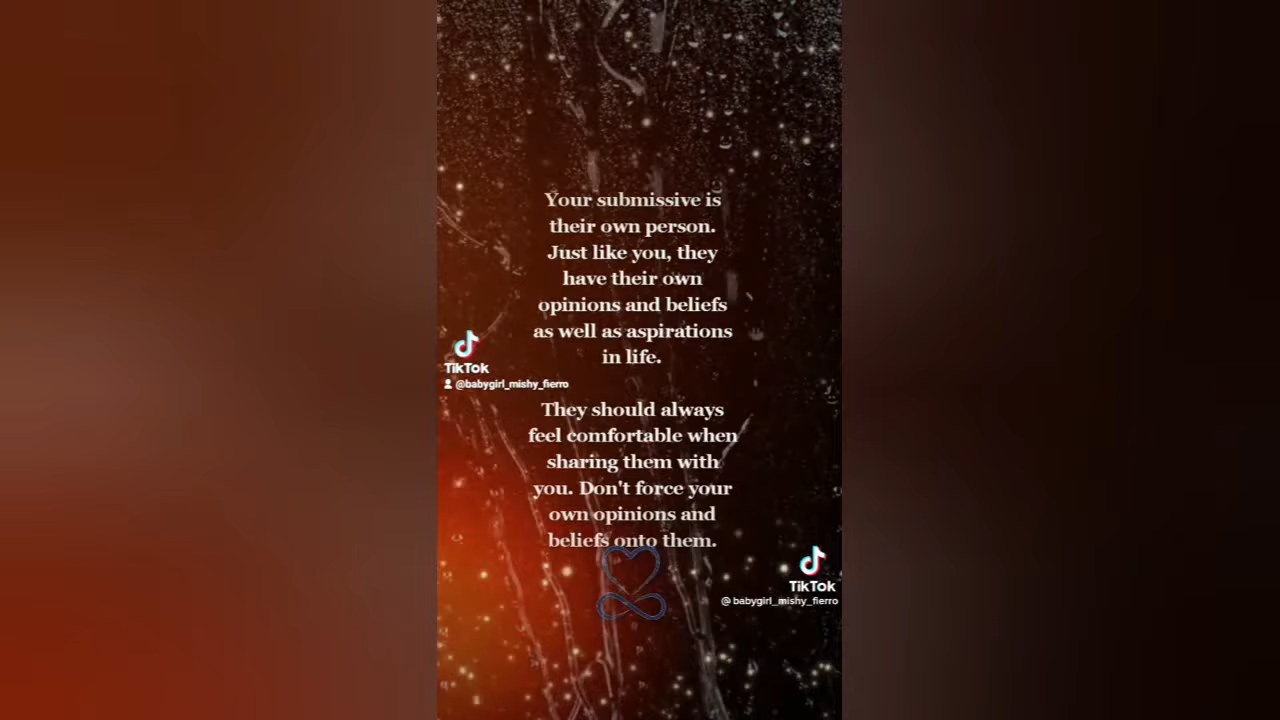 Your submissive is
their own person.
Just like you, they
have their own
opinions and beliefs
as well as aspirations
in life.
TikTok
@babygirl_mishy_fierro
They should always
feel comfortable when
sharing them with
you. Don't force your
own opinions and
beliefs onto them.
TikTok
@babygirl_mishy_fierro